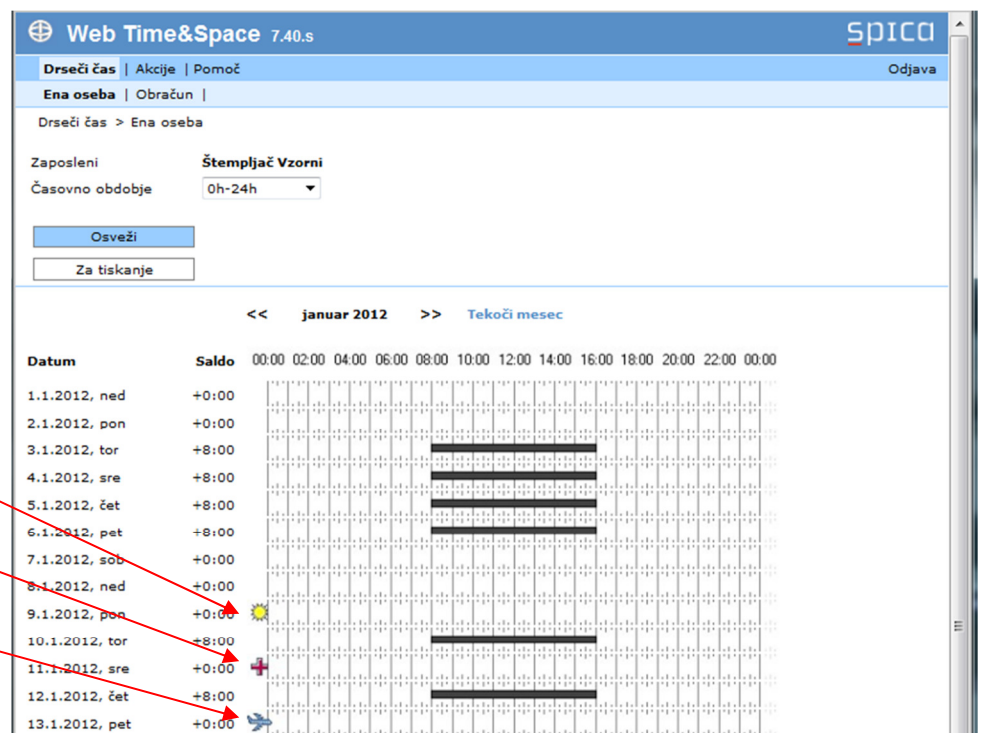 Web Time&Space 7.40.s spica
Drseči čas | Akcije | Pomoč Odjava
Ena oseba | Obračun |
Drseči čas > Ena oseba
Zaposleni Štempljač Vzorni
Časovno obdobje 0h-24h
Osveži
Za tiskanje
<< januar 2012 >> Tekoči mesec
Datum Saldo 00:00 02:00 04:00 06:00 08:00 10:00 12:00 14:00 16:00 18:00 20:00 22:00 00:00
1.1.2012, ned +0:00
2.1.2012, pon +0:00
3.1.2012, tor +8:00
4.1.2012, sre +8:00
5.1.2012, čet +8:00
6.1.2012, pet +8:00
7.1.2012, sob +0:00
8.1.2012, ned +0:00
9.1.2012, pon +0:00
10.1.2012, tor +8:00
11.1.2012, sre +0:00
12.1.2012, čet +8:00
13.1.2012, pet +0:00